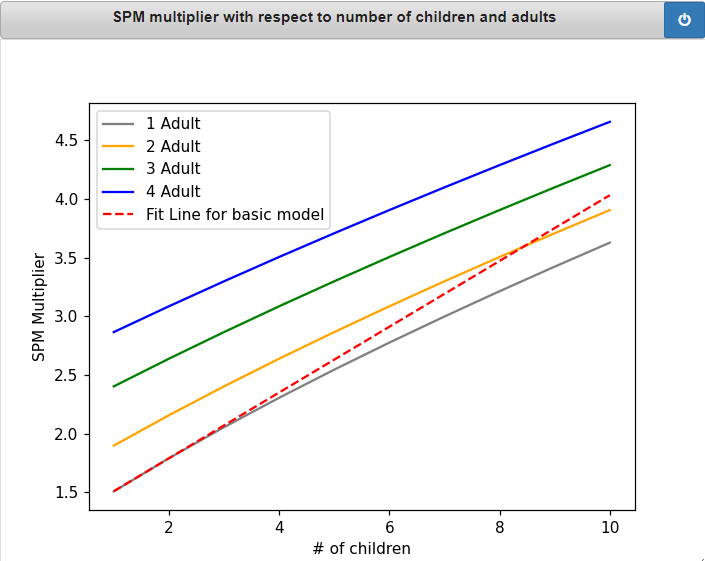 SPM multiplier with respect to number of children and adults
1 Adult
2 Adult
3 Adult
4 Adult
Fit Line for basic model
4.5
4.0
3.5
3.0
2.5
2.0
1.5
SPM Multiplier
2 4 6 8 10
# of children